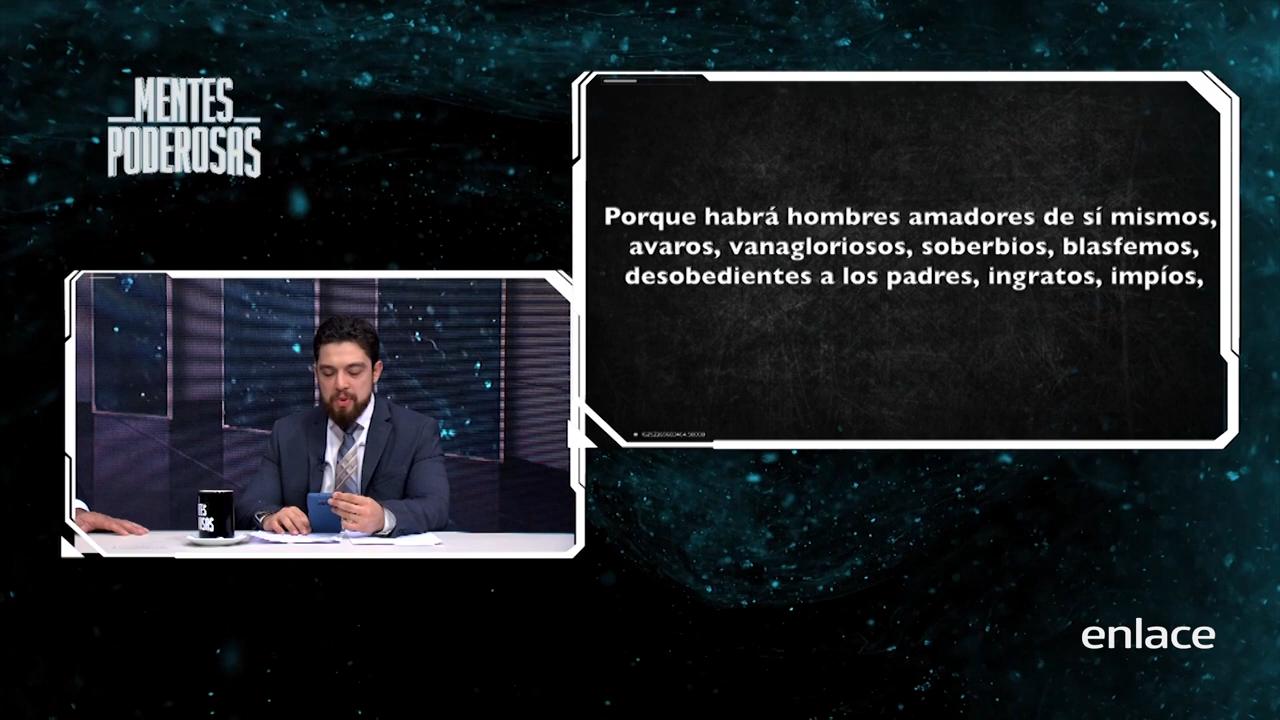 MENTES
PODEROSAS
Porque habrá hombres amadores de sí mismos,
avaros, vanagloriosos, soberbios, blasfemos,
desobedientes a los padres, ingratos, impíos,
enlace